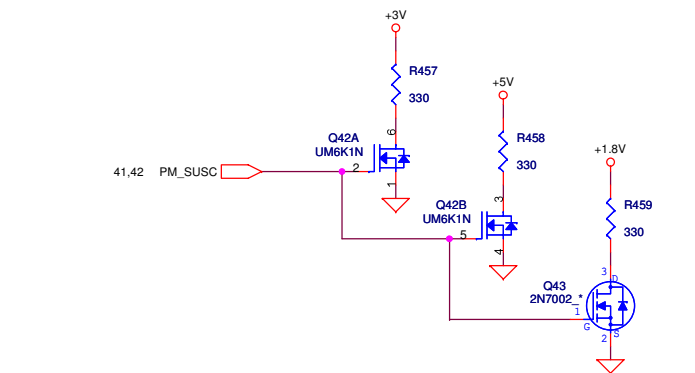 +3V
R457
330
6
Q42A
UM6K1N
41,42 PM_SUSC
2
1
+5V
R458
330
3
Q42B
UM6K1N
5
4
+1.8V
R459
330
3 D
Q43
2N7002_*
1
G
2 S